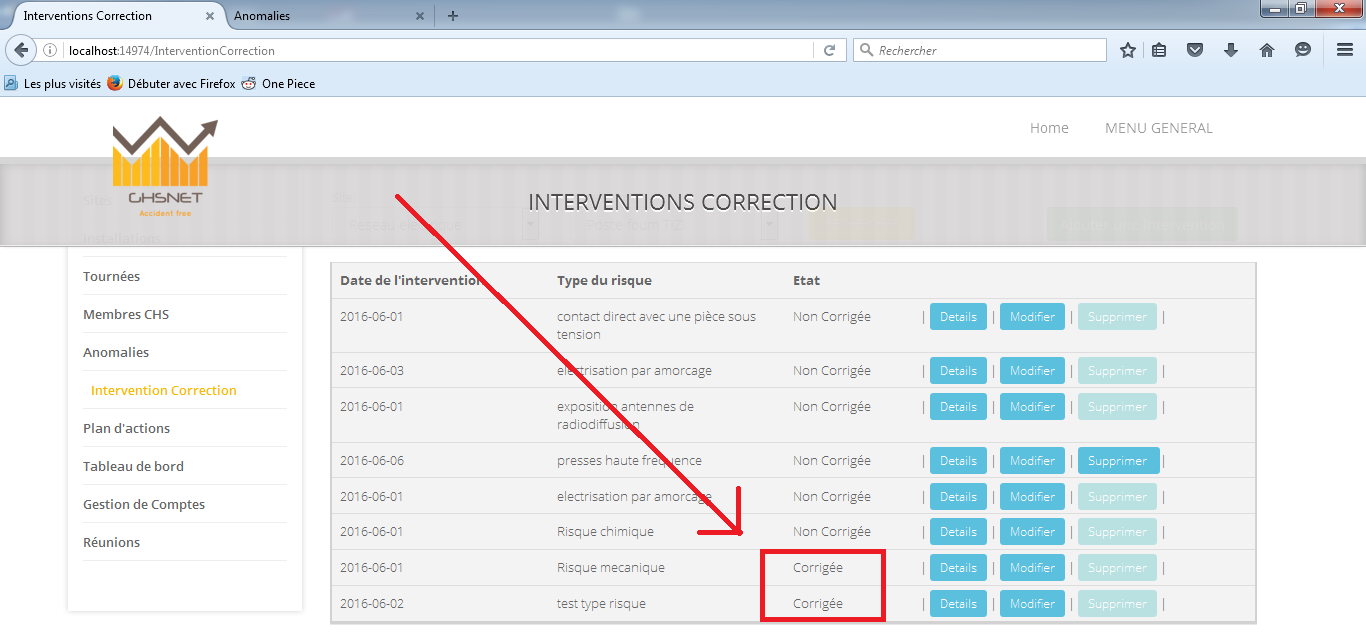 Interventions Correction
Anomalies
localhost:14974/InterventionCorrection
Rechercher
Les plus visités
Débuter avec Firefox
One Piece
GHSNET
Accident free
Home
MENU GENERAL
INTERVENTIONS CORRECTION
Sites
Installations
Tournées
Membres CHS
Anomalies
Intervention Correction
Plan d'actions
Tableau de bord
Gestion de Comptes
Réunions
Date de l'intervention Type du risque Etat
2016-06-01 contact direct avec une pièce sous Non Corrigée | Details | Modifier | Supprimer |
tension
2016-06-03 electrisation par amorcage Non Corrigée | Details | Modifier | Supprimer |
2016-06-01 exposition antennes de Non Corrigée | Details | Modifier | Supprimer |
radiodiffusion
2016-06-06 presses haute frequence Non Corrigée | Details | Modifier | Supprimer |
2016-06-01 electrisation par amorcage Non Corrigée | Details | Modifier | Supprimer |
2016-06-01 Risque chimique Non Corrigée | Details | Modifier | Supprimer |
2016-06-01 Risque mecanique Corrigée | Details | Modifier | Supprimer |
2016-06-02 test type risque Corrigée | Details | Modifier | Supprimer |